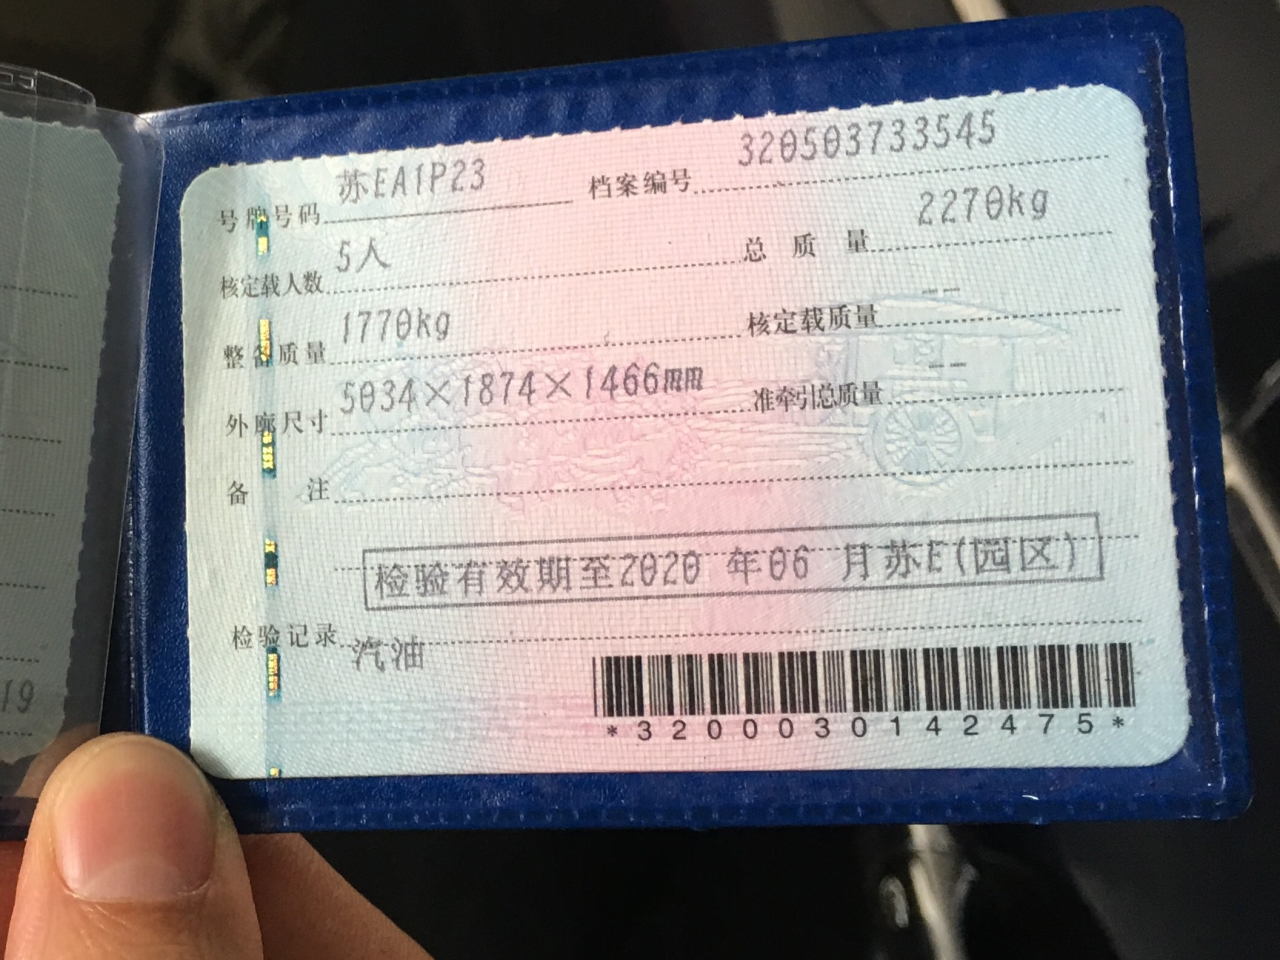 号牌号码 苏EA1P23 档案编号 320503733545
核定载人数 5人 总质量 2270kg
整备质量 1770kg 核定载质量 --
外廓尺寸 5034×1874×1466mm 准牵引总质量 --
备注
检验有效期至2020 年06 月苏E(园区)
检验记录
汽油
*3200030142475*
19